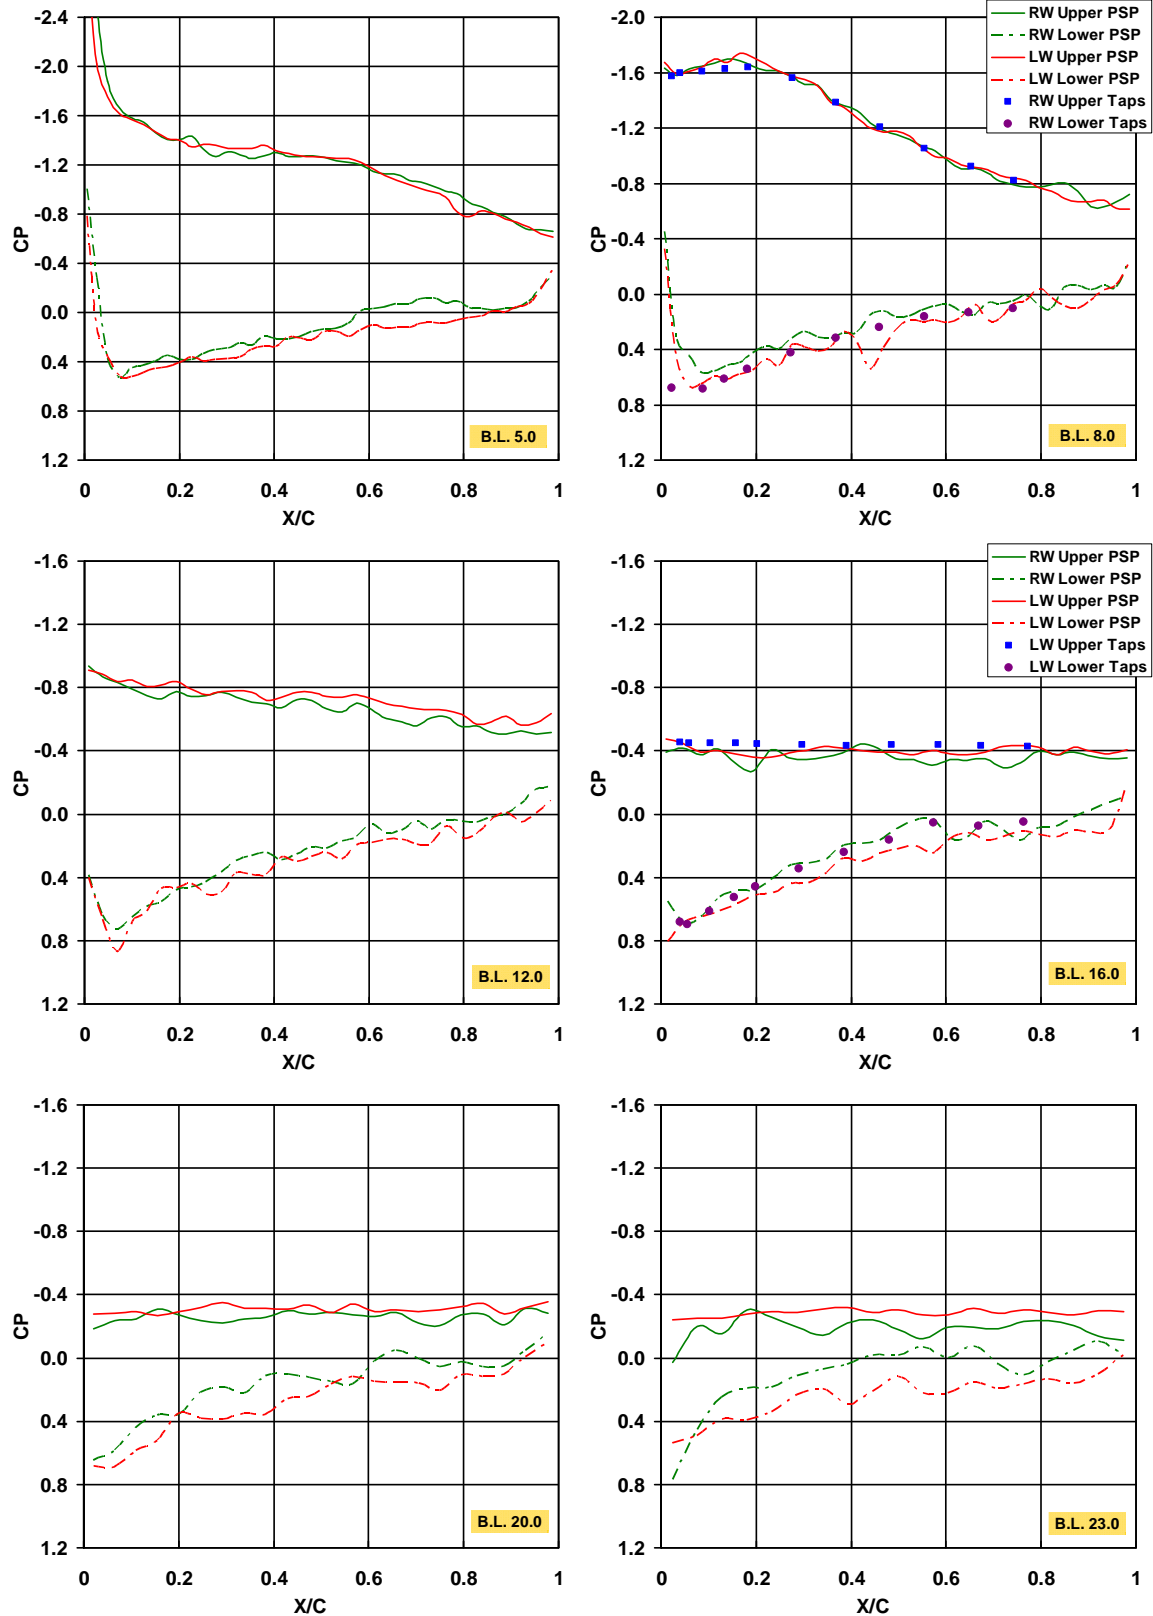 -2.4
-2.0
-1.6
-1.2
-0.8
-0.4
0.0
0.4
0.8
1.2
CP
0 0.2 0.4 0.6 0.8 1
X/C
B.L. 5.0
-2.0
-1.6
-1.2
-0.8
-0.4
0.0
0.4
0.8
1.2
CP
0 0.2 0.4 0.6 0.8 1
X/C
B.L. 8.0
RW Upper PSP
RW Lower PSP
LW Upper PSP
LW Lower PSP
RW Upper Taps
RW Lower Taps
-1.6
-1.2
-0.8
-0.4
0.0
0.4
0.8
1.2
CP
0 0.2 0.4 0.6 0.8 1
X/C
B.L. 12.0
-1.6
-1.2
-0.8
-0.4
0.0
0.4
0.8
1.2
CP
0 0.2 0.4 0.6 0.8 1
X/C
B.L. 16.0
RW Upper PSP
RW Lower PSP
LW Upper PSP
LW Lower PSP
LW Upper Taps
LW Lower Taps
-1.6
-1.2
-0.8
-0.4
0.0
0.4
0.8
1.2
CP
0 0.2 0.4 0.6 0.8 1
X/C
B.L. 20.0
-1.6
-1.2
-0.8
-0.4
0.0
0.4
0.8
1.2
CP
0 0.2 0.4 0.6 0.8 1
X/C
B.L. 23.0